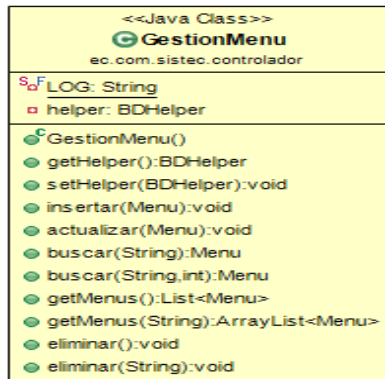 <<Java Class>>
GestionMenu
ec.com.sistec.controlador
LOG: String
helper: BDHelper
GestionMenu()
getHelper():BDHelper
setHelper(BDHelper):void
insertar(Menu):void
actualizar(Menu):void
buscar(String):Menu
buscar(String,int):Menu
getMenus():List<Menu>
getMenus(String):ArrayList<Menu>
eliminar():void
eliminar(String):void